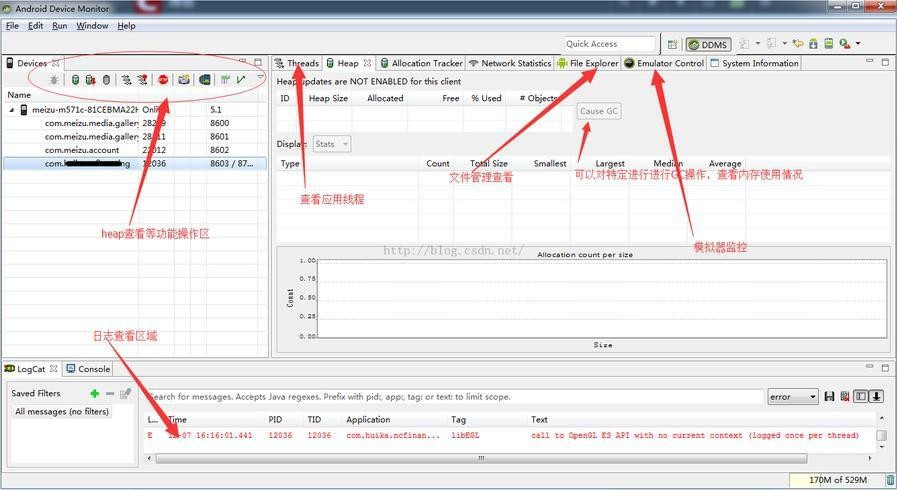 Android Device Monitor
File Edit Run Window Help
Quick Access
DDMS
Devices
Threads Heap Allocation Tracker Network Statistics File Explorer Emulator Control System Information
Heap updates are NOT ENABLED for this client
Name
meizu-m571c-81CEBMA22H Onl 5.1
com.meizu.media.gallery 8600
com.meizu.media.gallery 8601
com.meizu.account 22012 8602
12036 8603 / 87...
ID Heap Size Allocated Free % Used # Objects
Cause GC
Display: Stats
Type Count Total Size Smallest Largest Median Average
查看应用线程
文件管理查看
可以对特定进行进行GC操作,查看内存使用情况
模拟器监控
heap查看等功能操作区
http://blog.csdn.net/
Allocation count per size
1.00
0.75
0.50
0.25
0.00
Count
Size
日志查看区域
LogCat Console
Saved Filters
All messages (no filters)
Search for messages. Accepts Java regexes. Prefix with pid:, app:, tag: or text: to limit scope.
error
L... Time PID TID Application Tag Text
E 07 16:16:01.441 12036 12036 com.huika.ncfinan... libEGL call to OpenGL ES API with no current context (logged once per thread)
170M of 529M